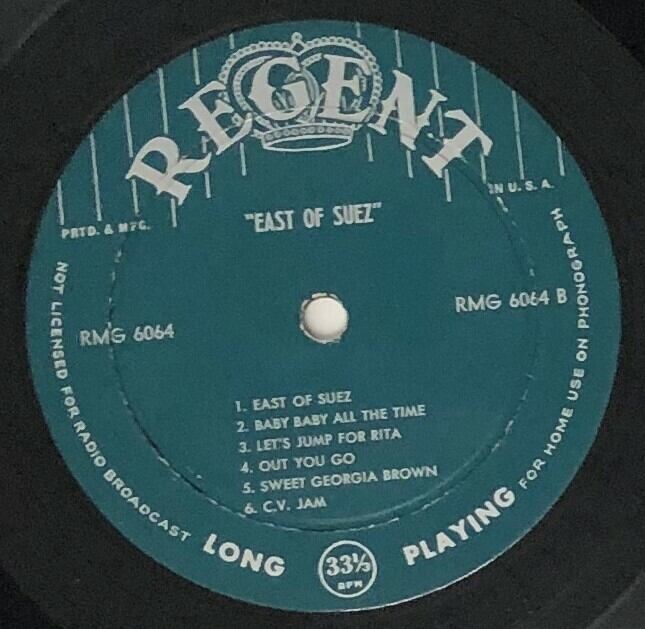 REGENT
PRTD. & MFG. IN U. S. A.
"EAST OF SUEZ"
RMG 6064
RMG 6064 B
1. EAST OF SUEZ
2. BABY BABY ALL THE TIME
3. LET'S JUMP FOR RITA
4. OUT YOU GO
5. SWEET GEORGIA BROWN
6. C.V. JAM
NOT LICENSED FOR RADIO BROADCAST
LONG 33⅓ RPM PLAYING
FOR HOME USE ON PHONOGRAPH